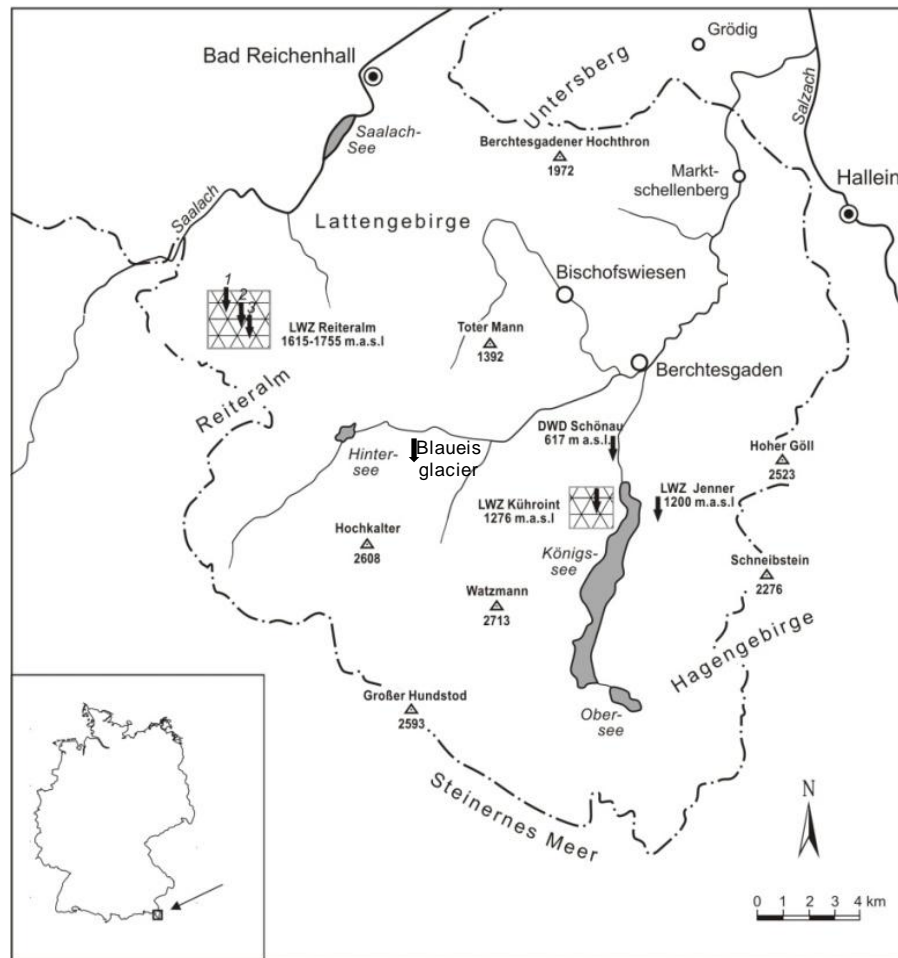 Grödig
Bad Reichenhall
Untersberg
Salzach
Saalach-
See
Berchtesgadener Hochthron
1972
Markt-
schellenberg
Hallein
Saalach
Lattengebirge
Bischofswiesen
1
2
3
LWZ Reiteralm
1615-1755 m.a.s.l
Toter Mann
1392
Berchtesgaden
Reiteralm
DWD Schönau
617 m a.s.l.
Hinter-
see
Blaueis
glacier
Hoher Göll
2523
LWZ Kühroint
1276 m.a.s.l
LWZ Jenner
1200 m.a.s.l
Hochkalter
2608
Königs-
see
Schneibstein
2276
Watzmann
2713
Hagengebirge
Großer Hundstod
2593
Ober-
see
Steinernes Meer
N
0 1 2 3 4 km